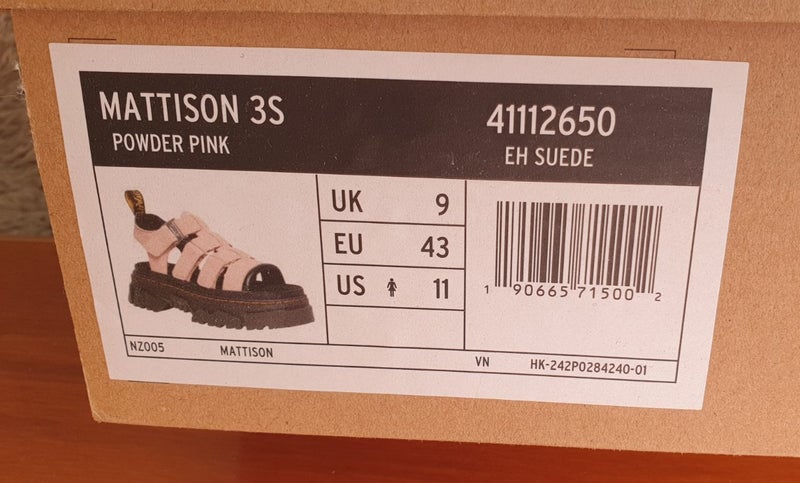 MATTISON 3S
POWDER PINK
41112650
EH SUEDE
UK 9
EU 43
US 11
1 90665 71500 2
NZ005 MATTISON VN HK-242P0284240-01